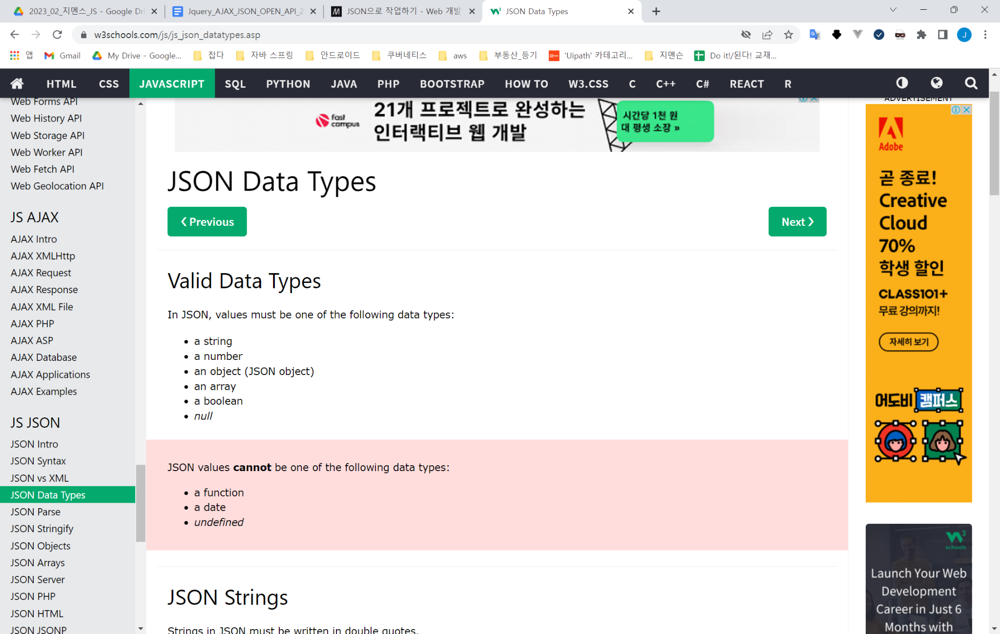 2023_02_지멘스_JS - Google Dri
Jquery_AJAX_JSON_OPEN_API_2
JSON으로 작업하기 - Web 개발
JSON Data Types
w3schools.com/js/js_json_datatypes.asp
J
앱
Gmail
My Drive - Google...
잡다
자바 스프링
안드로이드
쿠버네티스
aws
부동산_등기
'Uipath' 카테고리...
지멘슨
Do it!/된다! 교재...
HTML
CSS
JAVASCRIPT
SQL
PYTHON
JAVA
PHP
BOOTSTRAP
HOW TO
W3.CSS
C
C++
C#
REACT
R
Web Forms API
Web History API
Web Storage API
Web Worker API
Web Fetch API
Web Geolocation API
JS AJAX
AJAX Intro
AJAX XMLHttp
AJAX Request
AJAX Response
AJAX XML File
AJAX PHP
AJAX ASP
AJAX Database
AJAX Applications
AJAX Examples
JS JSON
JSON Intro
JSON Syntax
JSON vs XML
JSON Data Types
JSON Parse
JSON Stringify
JSON Objects
JSON Arrays
JSON Server
JSON PHP
JSON HTML
JSON JSONP
fast
campus
21개 프로젝트로 완성하는
인터랙티브 웹 개발
시간당 1천 원
대 평생 소장 »
JSON Data Types
❮ Previous
Next ❯
Valid Data Types
In JSON, values must be one of the following data types:
• a string
• a number
• an object (JSON object)
• an array
• a boolean
• null
JSON values cannot be one of the following data types:
• a function
• a date
• undefined
JSON Strings
Strings in JSON must be written in double quotes.
ADVERTISEMENT
Adobe
곧 종료!
Creative
Cloud
70%
학생 할인
CLASS101+
무료 강의까지!
자세히 보기
어도비 캠퍼스
W3
schools
Launch Your Web
Development
Career in Just 6
Months with